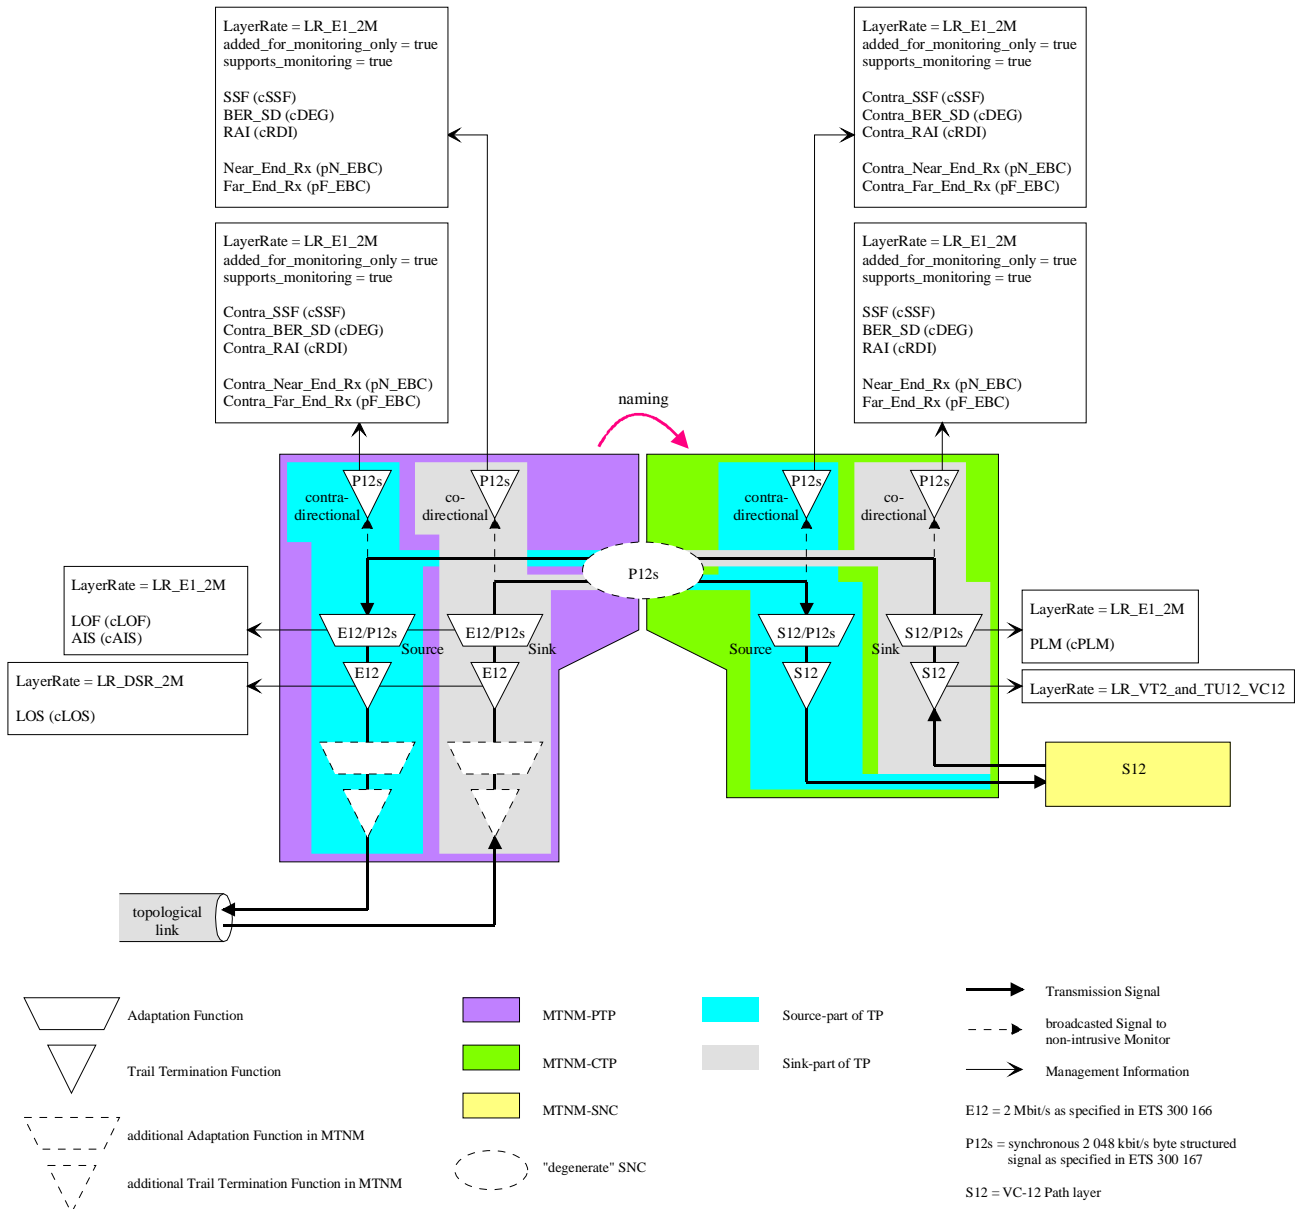 LayerRate = LR_E1_2M
added_for_monitoring_only = true
supports_monitoring = true
SSF (cSSF)
BER_SD (cDEG)
RAI (cRDI)
Near_End_Rx (pN_EBC)
Far_End_Rx (pF_EBC)
LayerRate = LR_E1_2M
added_for_monitoring_only = true
supports_monitoring = true
Contra_SSF (cSSF)
Contra_BER_SD (cDEG)
Contra_RAI (cRDI)
Contra_Near_End_Rx (pN_EBC)
Contra_Far_End_Rx (pF_EBC)
LayerRate = LR_E1_2M
added_for_monitoring_only = true
supports_monitoring = true
Contra_SSF (cSSF)
Contra_BER_SD (cDEG)
Contra_RAI (cRDI)
Contra_Near_End_Rx (pN_EBC)
Contra_Far_End_Rx (pF_EBC)
LayerRate = LR_E1_2M
added_for_monitoring_only = true
supports_monitoring = true
SSF (cSSF)
BER_SD (cDEG)
RAI (cRDI)
Near_End_Rx (pN_EBC)
Far_End_Rx (pF_EBC)
naming
P12s
contra-
directional
P12s
co-
directional
P12s
contra-
directional
P12s
co-
directional
P12s
LayerRate = LR_E1_2M
LOF (cLOF)
AIS (cAIS)
E12/P12s
Source
E12/P12s
Sink
S12/P12s
Source
S12/P12s
Sink
LayerRate = LR_E1_2M
PLM (cPLM)
LayerRate = LR_DSR_2M
LOS (cLOS)
E12
E12
S12
S12
LayerRate = LR_VT2_and_TU12_VC12
S12
topological
link
Adaptation Function
Trail Termination Function
additional Adaptation Function in MTNM
additional Trail Termination Function in MTNM
MTNM-PTP
MTNM-CTP
MTNM-SNC
"degenerate" SNC
Source-part of TP
Sink-part of TP
Transmission Signal
broadcasted Signal to
non-intrusive Monitor
Management Information
E12 = 2 Mbit/s as specified in ETS 300 166
P12s = synchronous 2 048 kbit/s byte structured
signal as specified in ETS 300 167
S12 = VC-12 Path layer